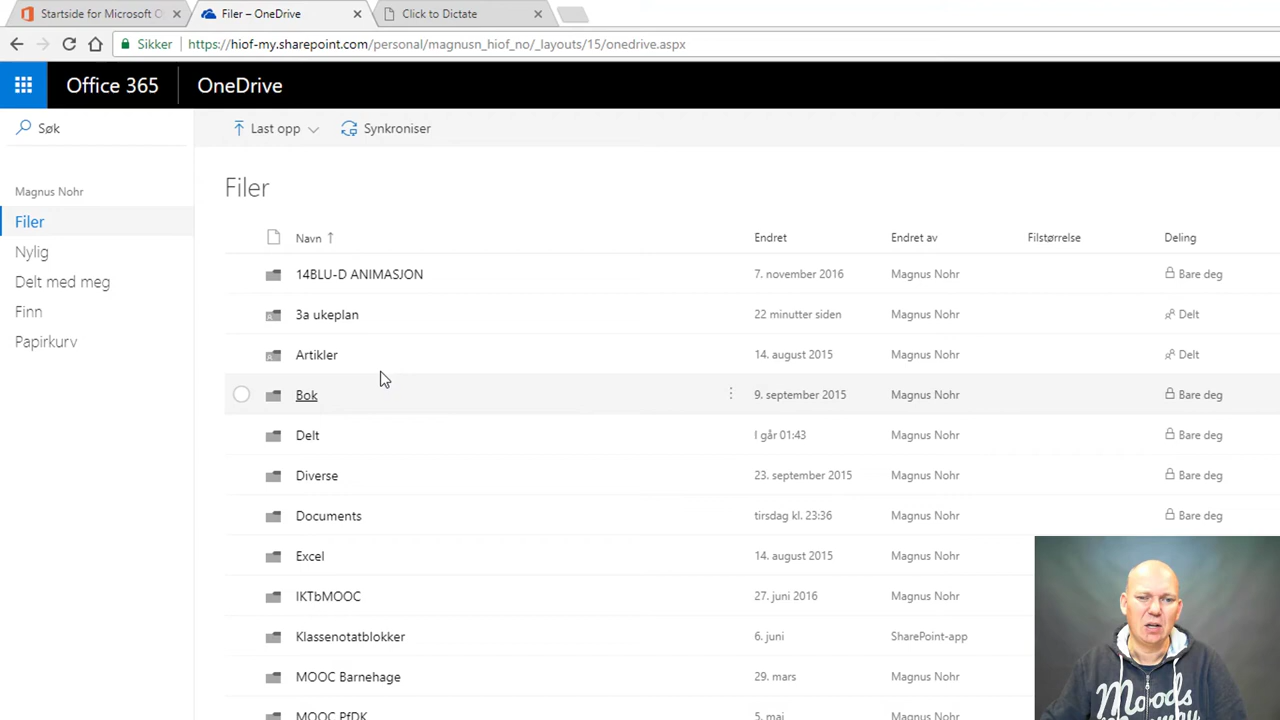 Startside for Microsoft O
Filer – OneDrive
Click to Dictate
Sikker https://hiof-my.sharepoint.com/personal/magnusn_hiof_no/_layouts/15/onedrive.aspx
Office 365 OneDrive
Søk
Last opp Synkroniser
Magnus Nohr
Filer
Nylig
Delt med meg
Finn
Papirkurv
Filer
Navn ↑ Endret Endret av Filstørrelse Deling
14BLU-D ANIMASJON 7. november 2016 Magnus Nohr Bare deg
3a ukeplan 22 minutter siden Magnus Nohr Delt
Artikler 14. august 2015 Magnus Nohr Delt
Bok 9. september 2015 Magnus Nohr Bare deg
Delt I går 01:43 Magnus Nohr Bare deg
Diverse 23. september 2015 Magnus Nohr Bare deg
Documents tirsdag kl. 23:36 Magnus Nohr Bare deg
Excel 14. august 2015 Magnus Nohr
IKTbMOOC 27. juni 2016 Magnus Nohr
Klassenotatblokker 6. juni SharePoint-app
MOOC Barnehage 29. mars Magnus Nohr
MOOC PfDK 5. mai Magnus Nohr
Moods